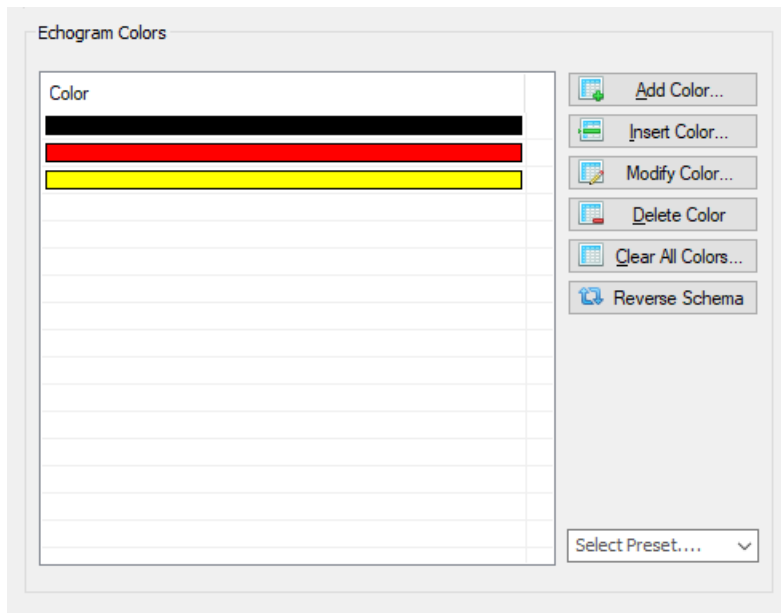 Echogram Colors
Color
Add Color...
Insert Color...
Modify Color...
Delete Color
Clear All Colors...
Reverse Schema
Select Preset....